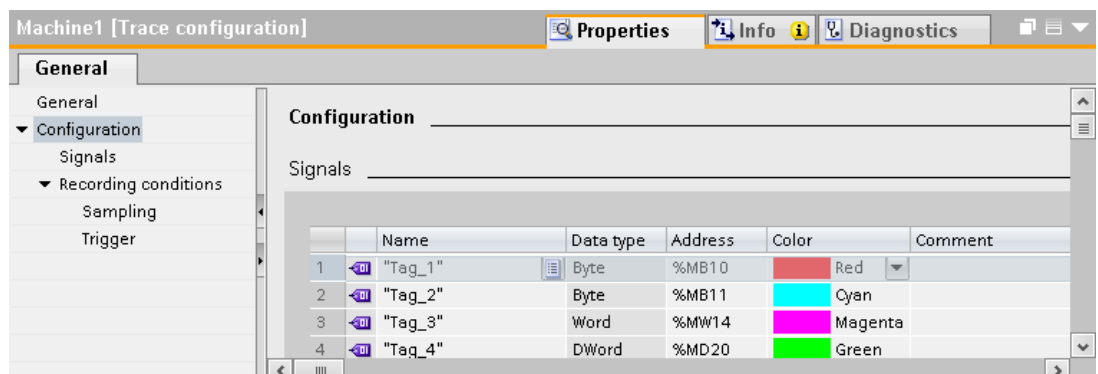 Machine1 [Trace configuration]
Properties
Info
Diagnostics
General
General
Configuration
Signals
Recording conditions
Sampling
Trigger
Configuration
Signals
Name Data type Address Color Comment
1 "Tag_1" Byte %MB10 Red
2 "Tag_2" Byte %MB11 Cyan
3 "Tag_3" Word %MW14 Magenta
4 "Tag_4" DWord %MD20 Green